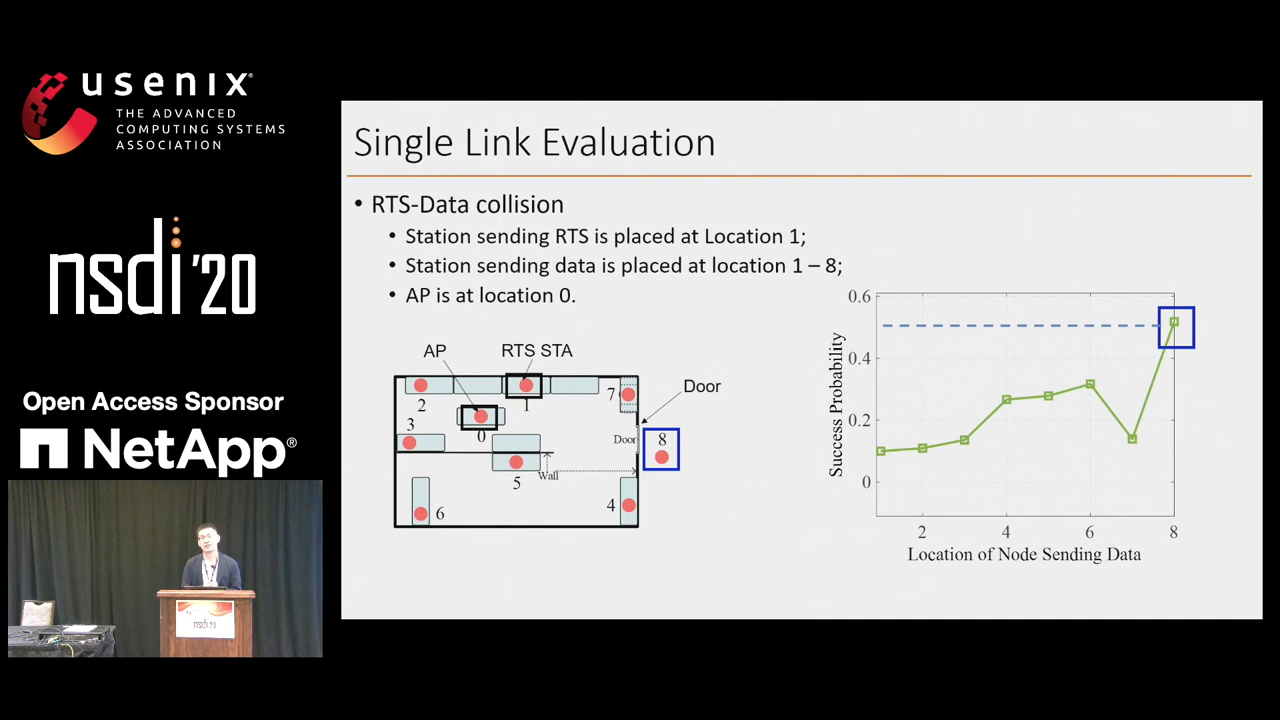 usenix
THE ADVANCED
COMPUTING SYSTEMS
ASSOCIATION
nsdi '20
Open Access Sponsor
NetApp®
nsdi '20
Single Link Evaluation
• RTS-Data collision
• Station sending RTS is placed at Location 1;
• Station sending data is placed at location 1 – 8;
• AP is at location 0.
AP
RTS STA
Door
2
1
7
3
0
Door
8
Wall
5
6
4
Success Probability
0.6
0.4
0.2
0
2
4
6
8
Location of Node Sending Data